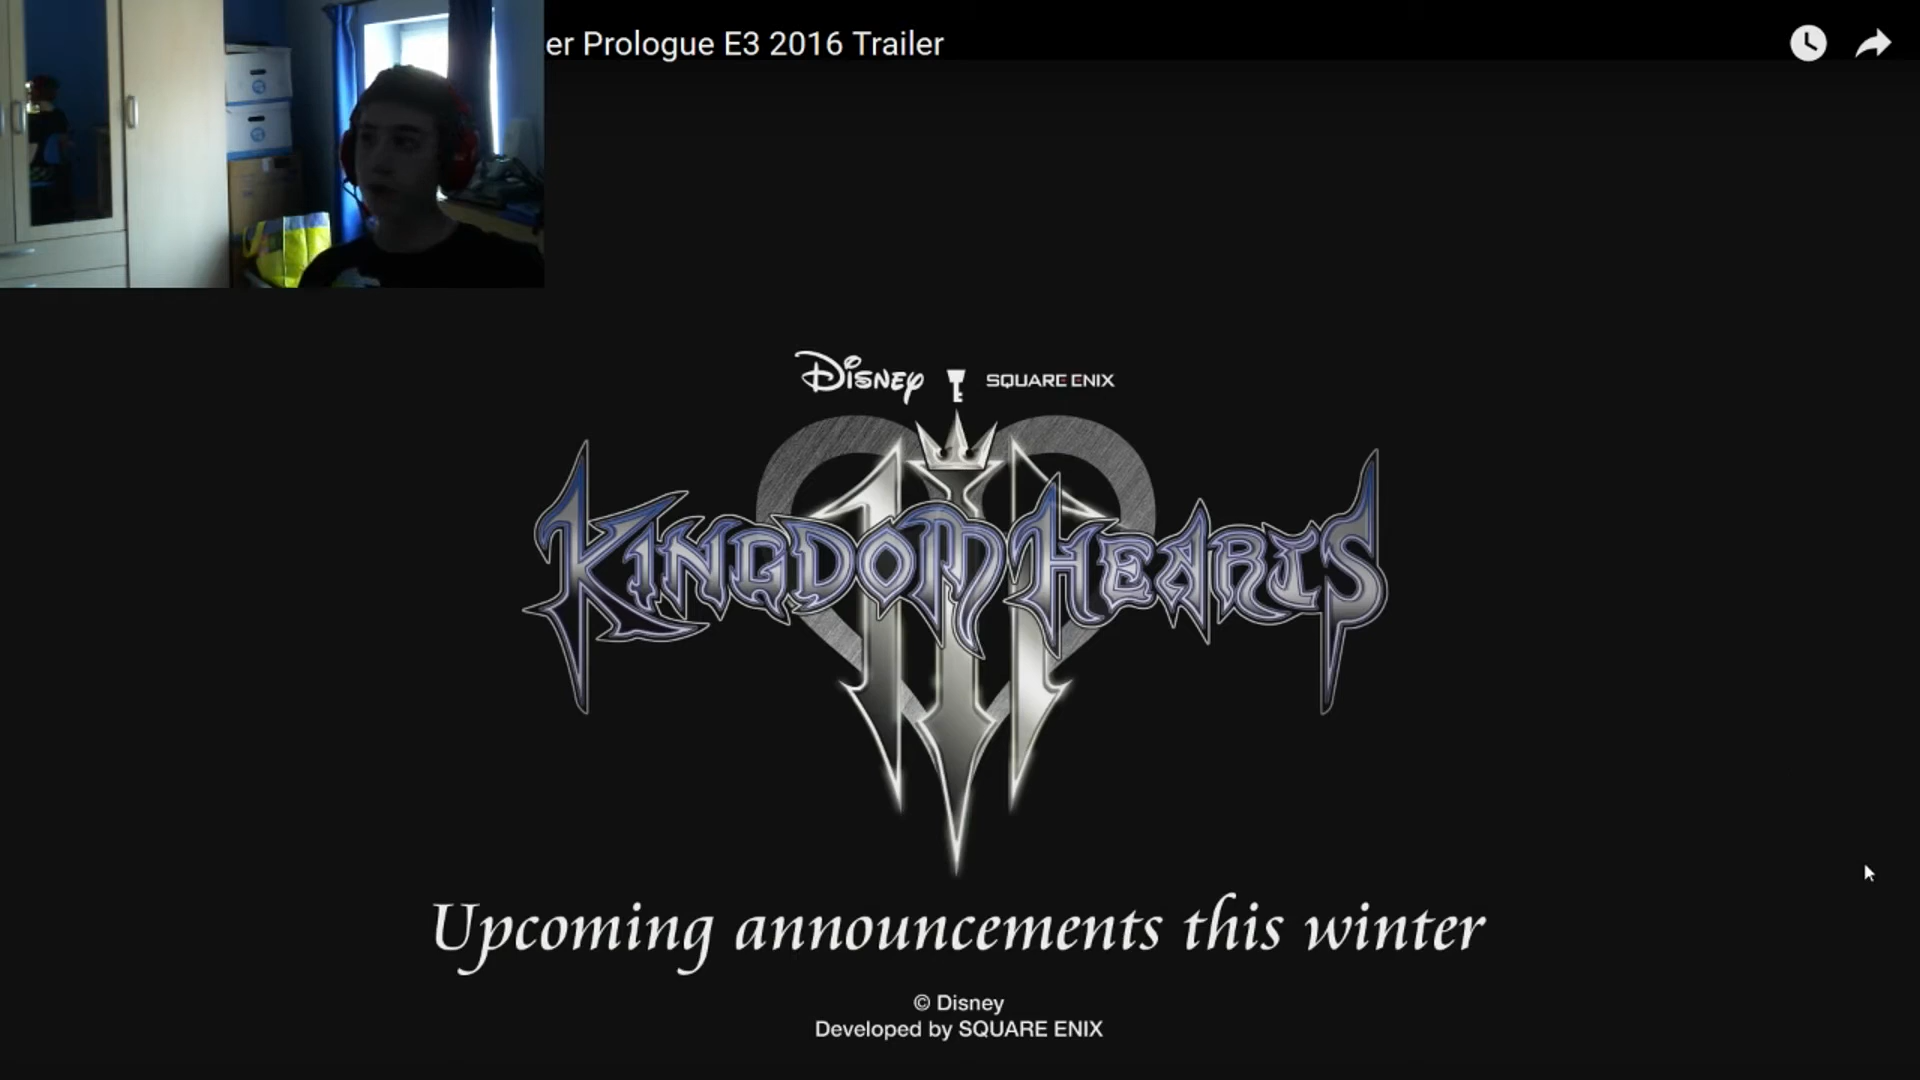 er Prologue E3 2016 Trailer
Disney SQUARE ENIX
KINGDOM HEARTS
III
Upcoming announcements this winter
© Disney
Developed by SQUARE ENIX